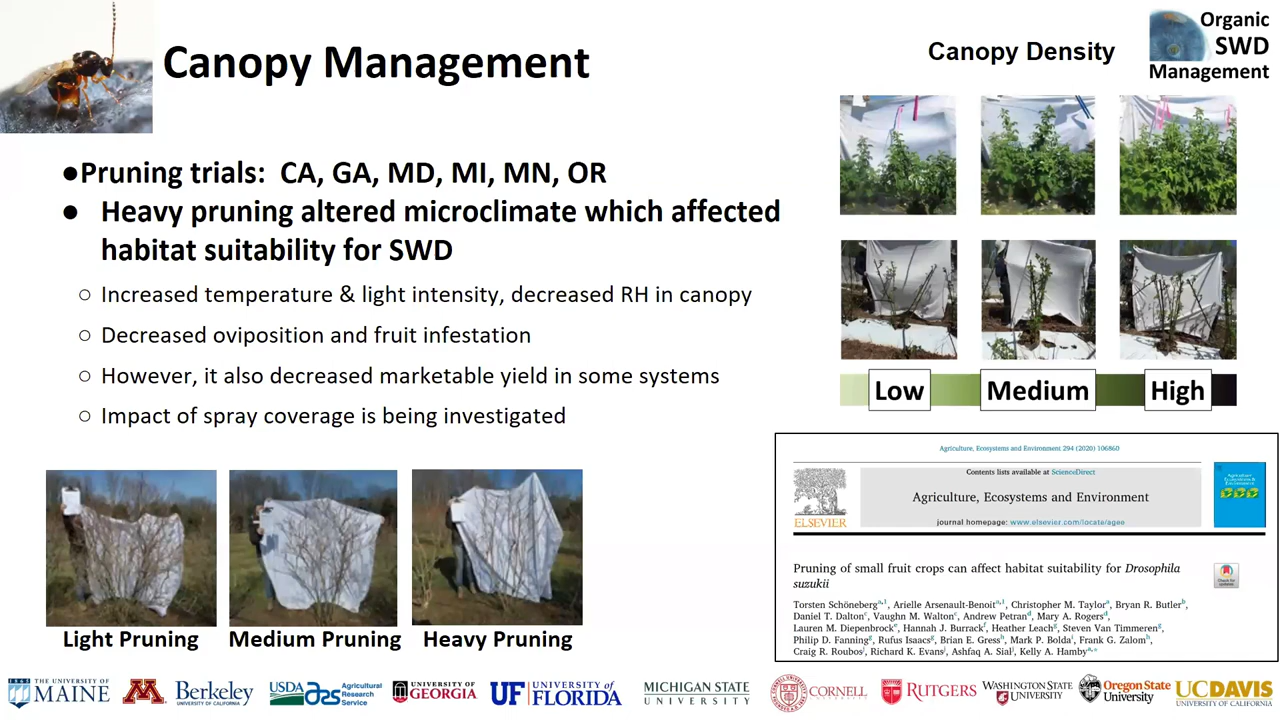 Canopy Management
Canopy Density
Organic
SWD
Management
●Pruning trials: CA, GA, MD, MI, MN, OR
● Heavy pruning altered microclimate which affected
habitat suitability for SWD
○ Increased temperature & light intensity, decreased RH in canopy
○ Decreased oviposition and fruit infestation
○ However, it also decreased marketable yield in some systems
○ Impact of spray coverage is being investigated
Low Medium High
Light Pruning Medium Pruning Heavy Pruning
Agriculture, Ecosystems and Environment 294 (2020) 106860
Contents lists available at ScienceDirect
Agriculture, Ecosystems and Environment
journal homepage: www.elsevier.com/locate/agee
ELSEVIER
Pruning of small fruit crops can affect habitat suitability for Drosophila
suzukii
Torsten Schöneberg a,1, Arielle Arsenault-Benoit a,1, Christopher M. Taylor a, Bryan R. Butler b,
Daniel T. Dalton c, Vaughn M. Walton c, Andrew Petran d, Mary A. Rogers d,
Lauren M. Diepenbrock e, Hannah J. Burrack f, Heather Leach g, Steven Van Timmeren g,
Philip D. Fanning g, Rufus Isaacs g, Brian E. Gress h, Mark P. Bolda i, Frank G. Zalom h,
Craig R. Roubos j, Richard K. Evans j, Ashfaq A. Sial j, Kelly A. Hamby a,*
THE UNIVERSITY OF
MAINE
M
Berkeley
UNIVERSITY OF CALIFORNIA
USDA
ars
Agricultural
Research
Service
UNIVERSITY OF
GEORGIA
UF UNIVERSITY of
FLORIDA
MICHIGAN STATE
UNIVERSITY
CORNELL
RUTGERS
WASHINGTON STATE
UNIVERSITY
Oregon State
University
UCDAVIS
UNIVERSITY OF CALIFORNIA